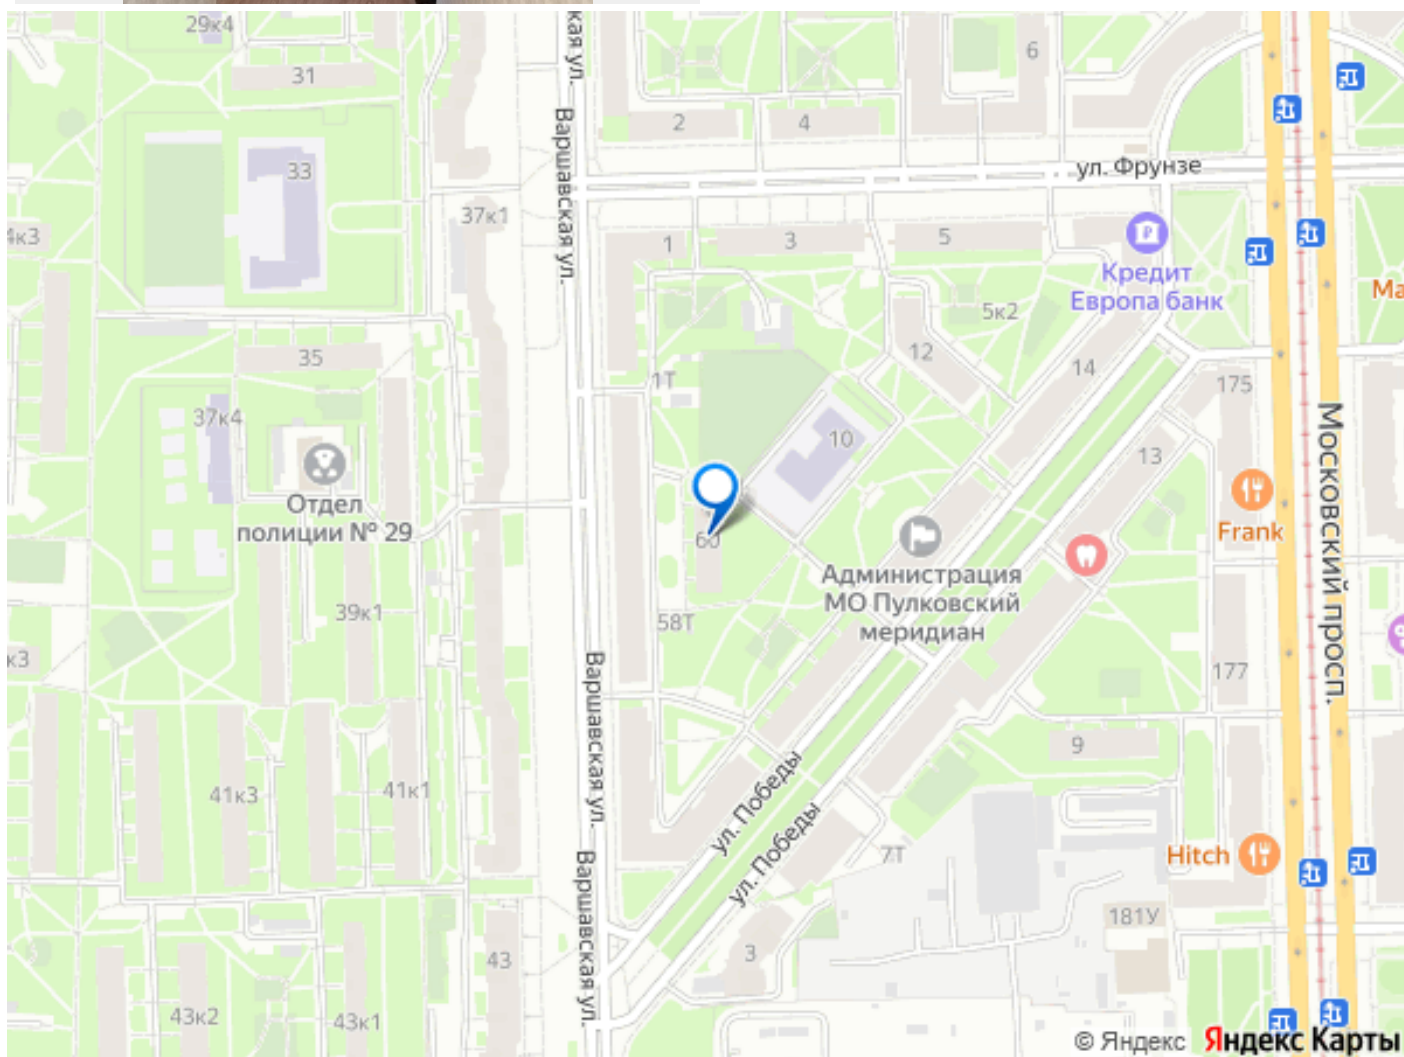 29к4
31
6
2
4
кая ул.
Варшавская ул.
ул. Фрунзе
33
4к3
37к1
1
3
5
Кредит
Европа банк
Ма
5к2
12
35
1Т
14
175
37к4
10
13
Московский просп.
Отдел
полиции № 29
60
Frank
Администрация
МО Пулковский
меридиан
39к1
58Т
к3
177
Варшавская ул.
9
41к3
41к1
ул. Победы
ул. Победы
7Т
Hitch
Варшавская ул.
181У
43
3
43к2
43к1
© Яндекс Яндекс Карты